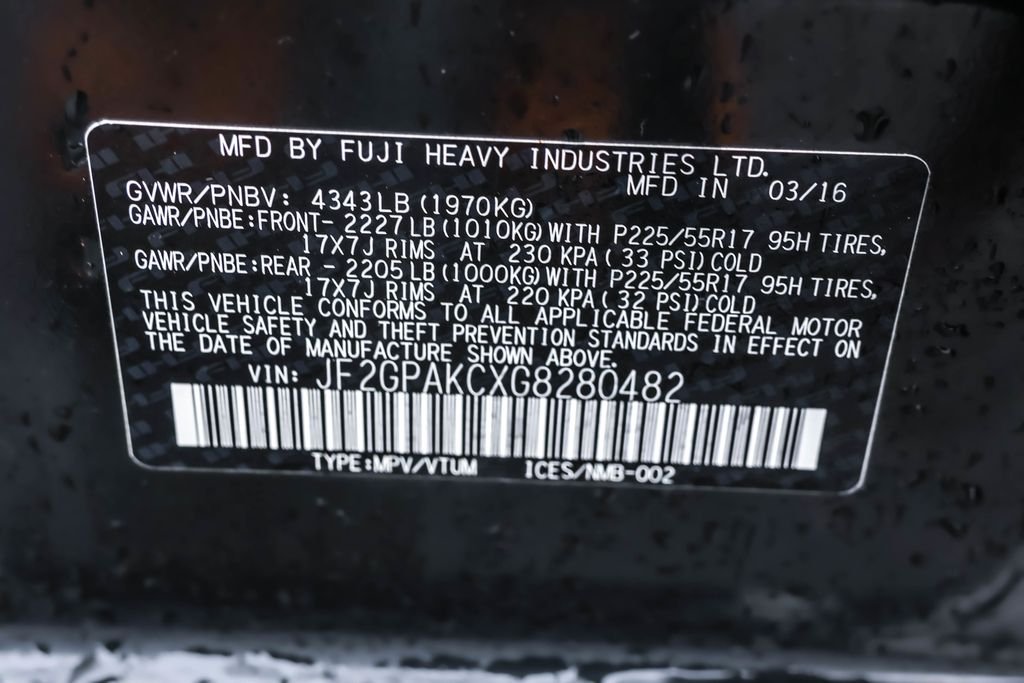 MFD BY FUJI HEAVY INDUSTRIES LTD.
MFD IN 03/16
GVWR/PNBV: 4343LB (1970KG)
GAWR/PNBE:FRONT- 2227LB(1010KG)WITH P225/55R17 95H TIRES,
17X7J RIMS AT 230 KPA( 33 PSI)COLD
GAWR/PNBE:REAR - 2205LB(1000KG)WITH P225/55R17 95H TIRES,
17X7J RIMS AT 220 KPA( 32 PSI)COLD
THIS VEHICLE CONFORMS TO ALL APPLICABLE FEDERAL MOTOR
VEHICLE SAFETY AND THEFT PREVENTION STANDARDS IN EFFECT ON
THE DATE OF MANUFACTURE SHOWN ABOVE.
VIN: JF2GPAKCXG8280482
TYPE:MPV/VTUM ICES/NMB-002